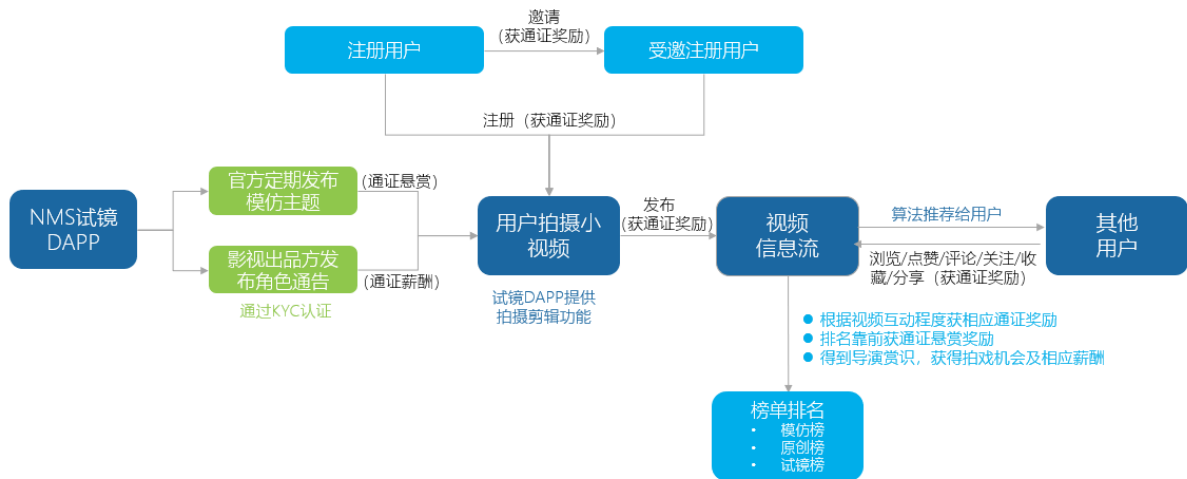 邀请
(获通证奖励)
注册用户
受邀注册用户
注册（获通证奖励）
NMS试镜
DAPP
官方定期发布
模仿主题
(通证悬赏)
影视出品方发
布角色通告
(通证薪酬)
通过KYC认证
用户拍摄小
视频
试镜DAPP提供
拍摄剪辑功能
发布
(获通证奖励)
视频
信息流
算法推荐给用户
浏览/点赞/评论/关注/收
藏/分享（获通证奖励）
其他
用户
● 根据视频互动程度获相应通证奖励
● 排名靠前获通证悬赏奖励
● 得到导演赏识，获得拍戏机会及相应薪酬
榜单排名
• 模仿榜
• 原创榜
• 试镜榜